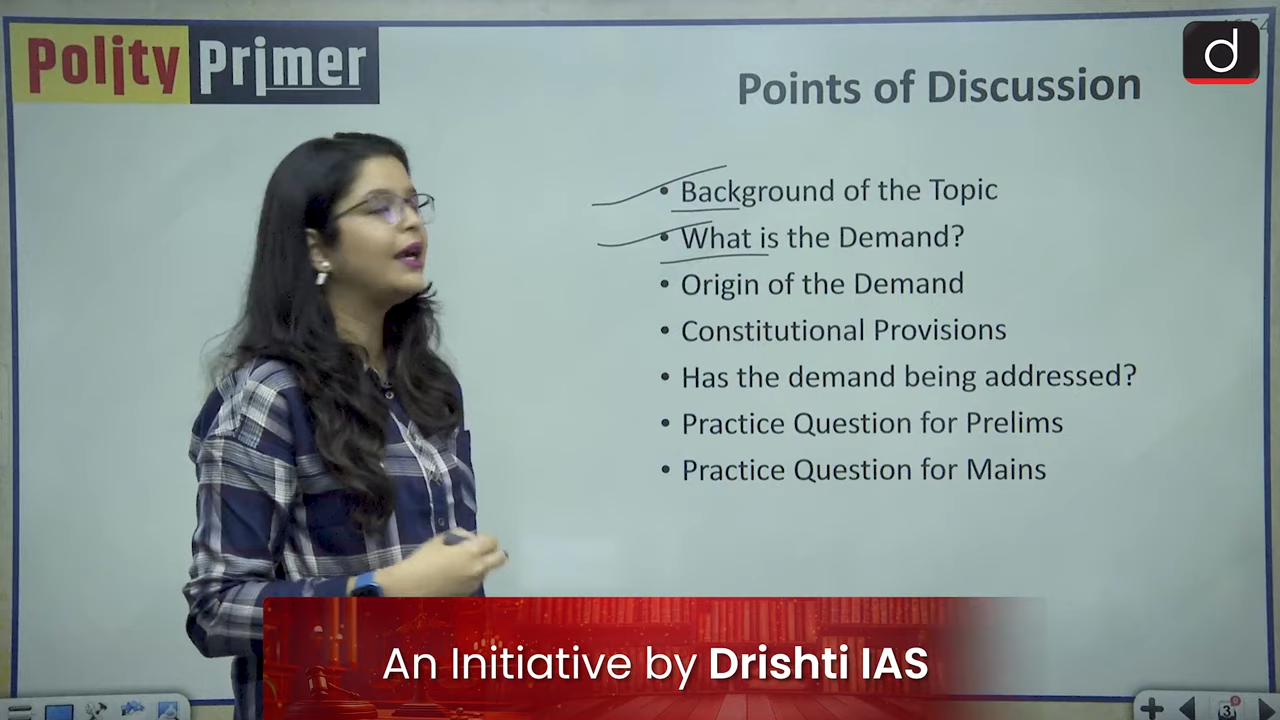 Polity Primer
Points of Discussion
• Background of the Topic
• What is the Demand?
• Origin of the Demand
• Constitutional Provisions
• Has the demand being addressed?
• Practice Question for Prelims
• Practice Question for Mains
An Initiative by Drishti IAS
3